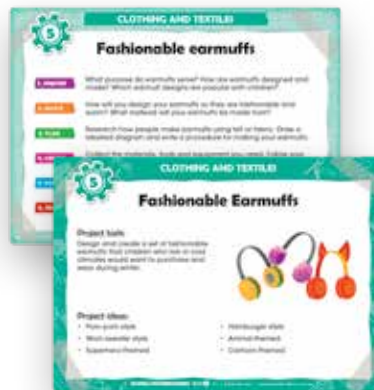 CLOTHING AND TEXTILES
5
Fashionable earmuffs
What purpose do earmuffs serve? How are earmuffs designed and
made? Which earmuff designs are popular with children?
How will you design your earmuffs so they are fashionable and
warm? What material will your earmuffs be made from?
3. PLAN
Research how people make earmuffs using felt or fabric. Draw a
labelled diagram and write a procedure for making your earmuffs.
CLOTHING AND TEXTILES
5
Fashionable Earmuffs
Project task
Design and create a set of fashionable
earmuffs that children who live in cool
climates would want to purchase and
wear during winter.
Project ideas:
• Pom-pom style
• Wool sweater style
• Superhero-themed
• Hamburger style
• Animal-themed
• Cartoon-themed